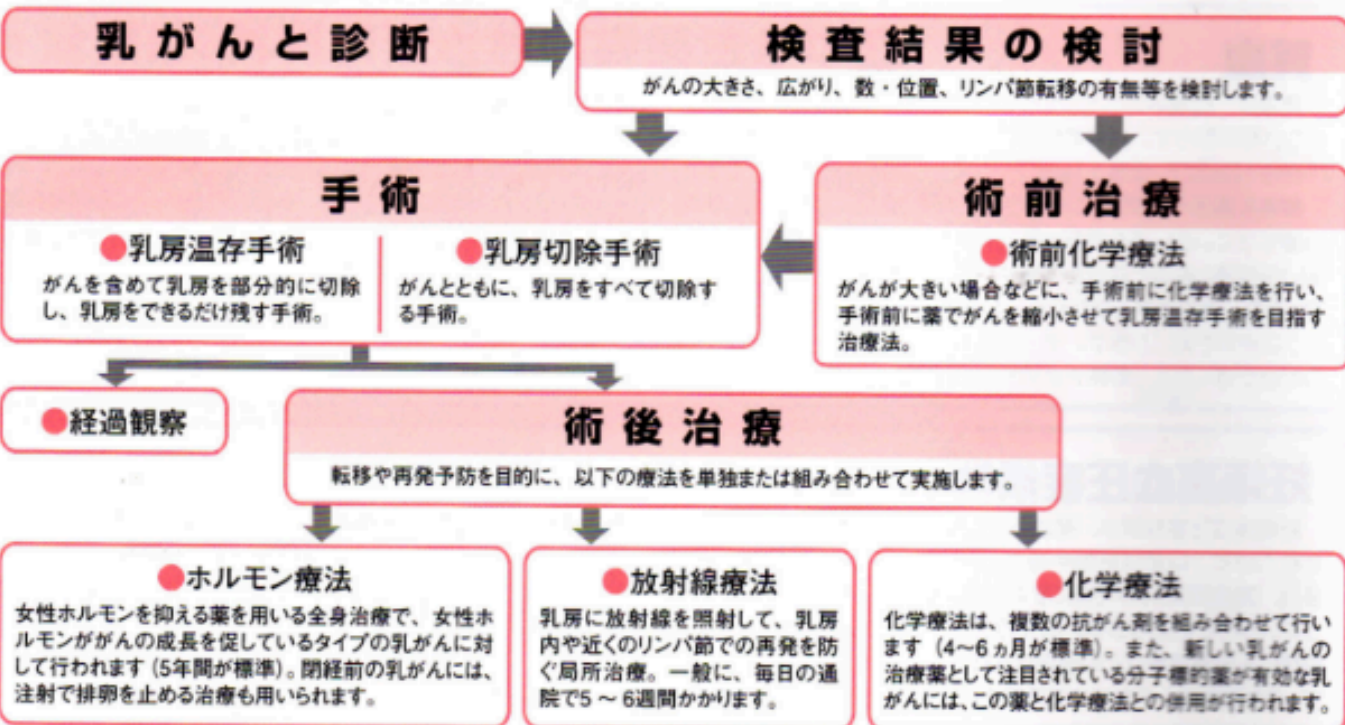 乳がんと診断
検査結果の検討
がんの大きさ、広がり、数・位置、リンパ節転移の有無等を検討します。
手術
●乳房温存手術
がんを含めて乳房を部分的に切除
し、乳房をできるだけ残す手術。
●乳房切除手術
がんとともに、乳房をすべて切除す
る手術。
術前治療
●術前化学療法
がんが大きい場合などに、手術前に化学療法を行い、
手術前に薬でがんを縮小させて乳房温存手術を目指す
治療法。
●経過観察
術後治療
転移や再発予防を目的に、以下の療法を単独または組み合わせて実施します。
●ホルモン療法
女性ホルモンを抑える薬を用いる全身治療で、女性ホ
ルモンががんの成長を促しているタイプの乳がんに対
して行われます(5年間が標準)。閉経前の乳がんには、
注射で排卵を止める治療も用いられます。
●放射線療法
乳房に放射線を照射して、乳房
内や近くのリンパ節での再発を防
ぐ局所治療。一般に、毎日の通
院で5～6週間かかります。
●化学療法
化学療法は、複数の抗がん剤を組み合わせて行い
ます(4～6ヵ月が標準)。また、新しい乳がんの
治療薬として注目されている分子標的薬が有効な乳
がんには、この薬と化学療法との併用が行われます。